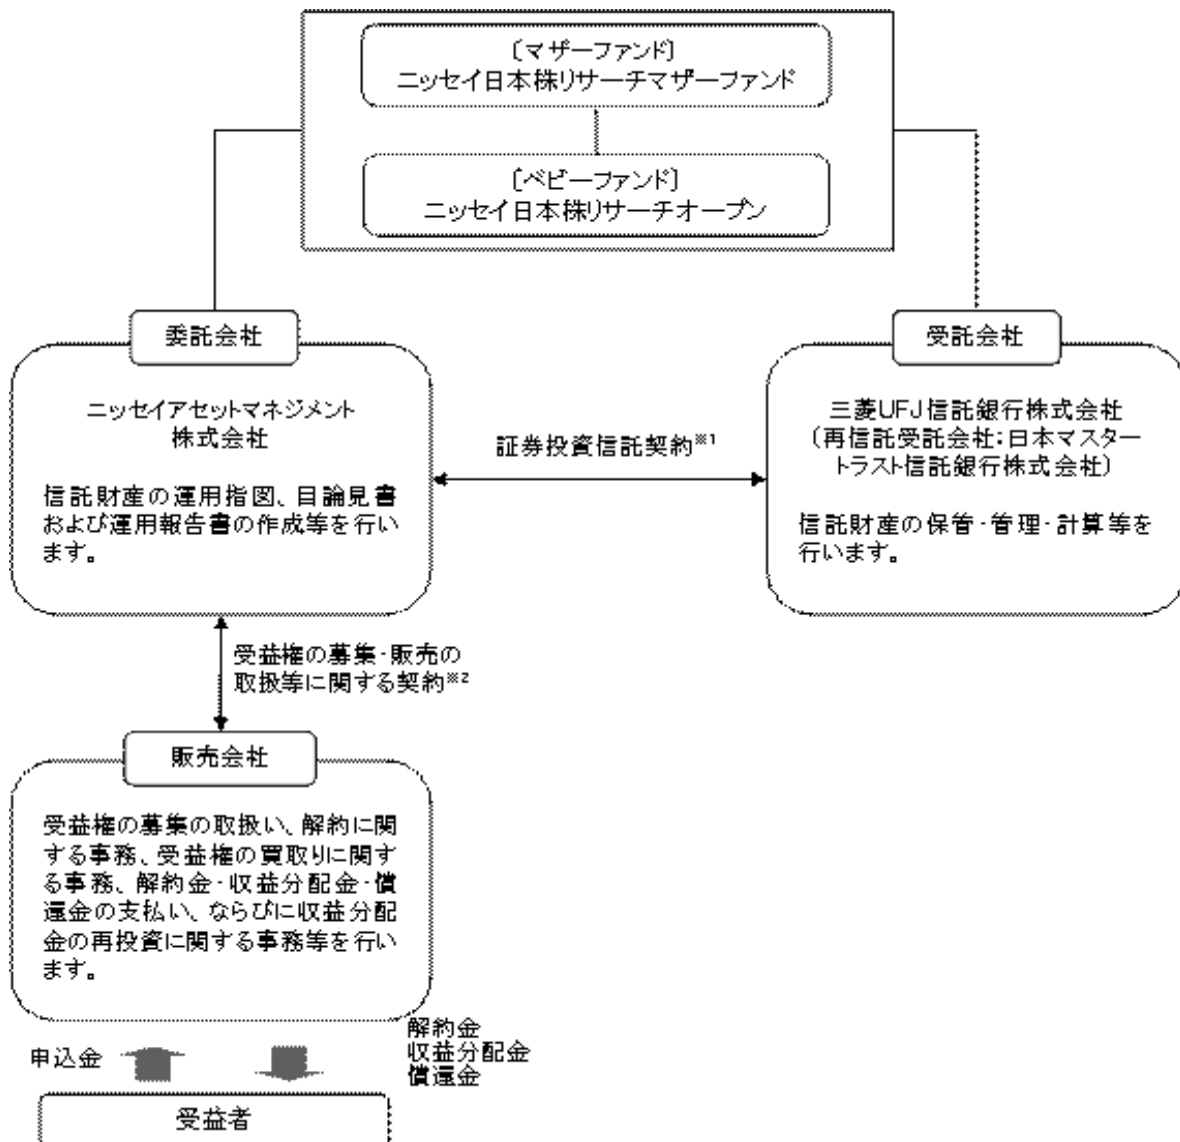 〔マザーファンド〕
ニッセイ日本株リサーチマザーファンド
〔ベビーファンド〕
ニッセイ日本株リサーチオープン
委託会社
ニッセイアセットマネジメント
株式会社
信託財産の運用指図、目論見書
および運用報告書の作成等を行い
ます。
証券投資信託契約※1
受託会社
三菱UFJ信託銀行株式会社
（再信託受託会社：日本マスター
トラスト信託銀行株式会社）
信託財産の保管・管理・計算等を
行います。
受益権の募集・販売の
取扱等に関する契約※2
販売会社
受益権の募集の取扱い、解約に関
する事務、受益権の買取りに関す
る事務、解約金・収益分配金・償
還金の支払い、ならびに収益分配
金の再投資に関する事務等を行い
ます。
申込金
解約金
収益分配金
償還金
受益者